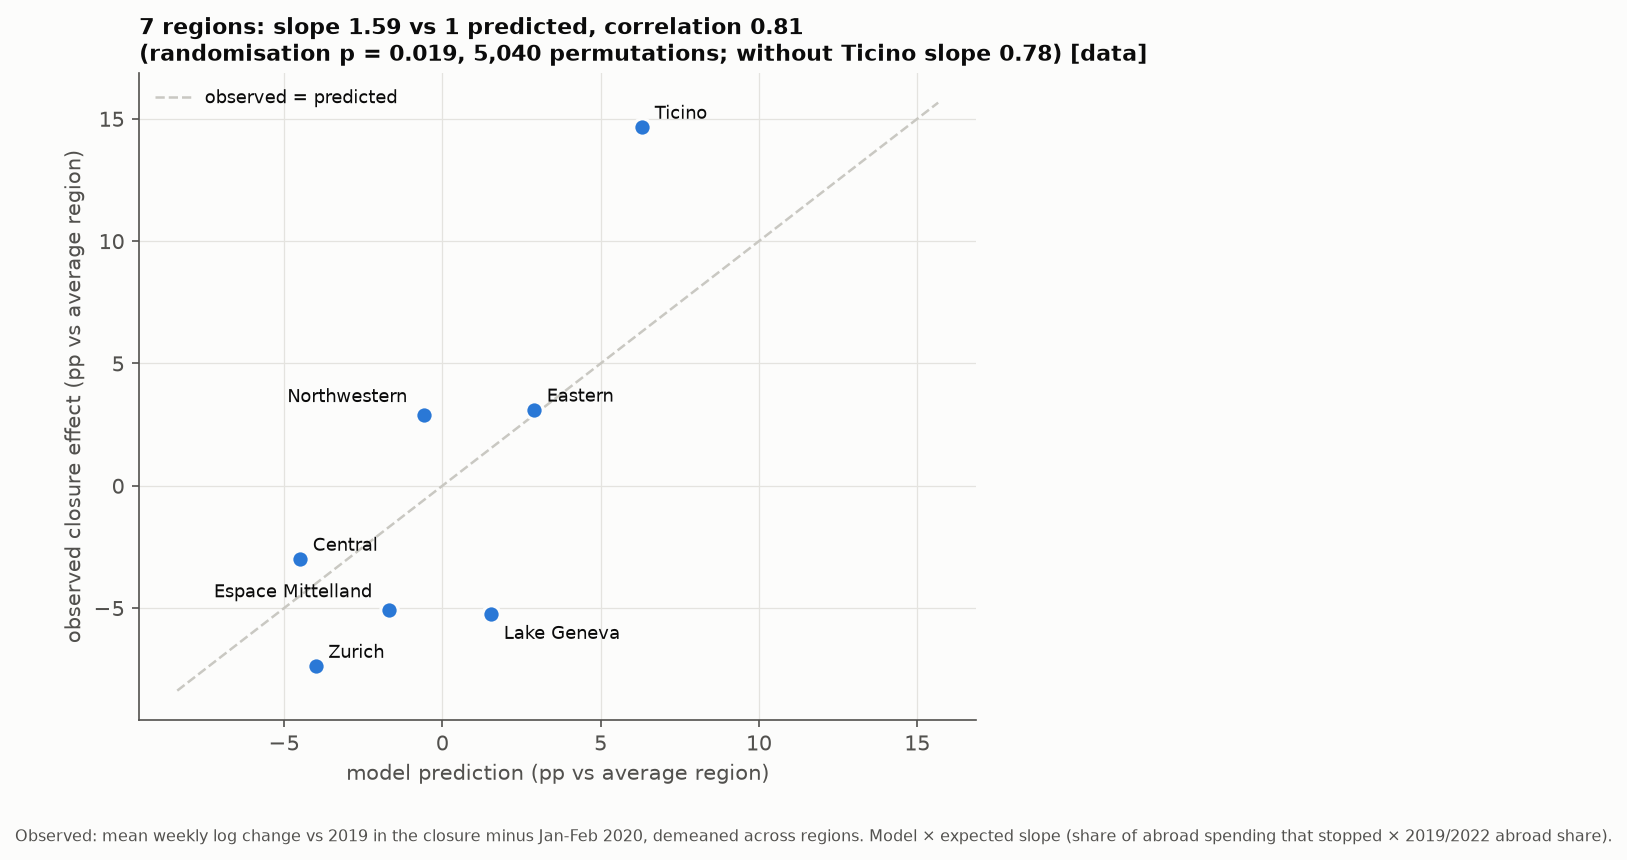 7 regions: slope 1.59 vs 1 predicted, correlation 0.81
(randomisation p = 0.019, 5,040 permutations; without Ticino slope 0.78) [data]
observed = predicted
Ticino
15
10
5
0
−5
observed closure effect (pp vs average region)
Northwestern
Eastern
Central
Espace Mittelland
Lake Geneva
Zurich
−5
0
5
10
15
model prediction (pp vs average region)
Observed: mean weekly log change vs 2019 in the closure minus Jan-Feb 2020, demeaned across regions. Model × expected slope (share of abroad spending that stopped × 2019/2022 abroad share).